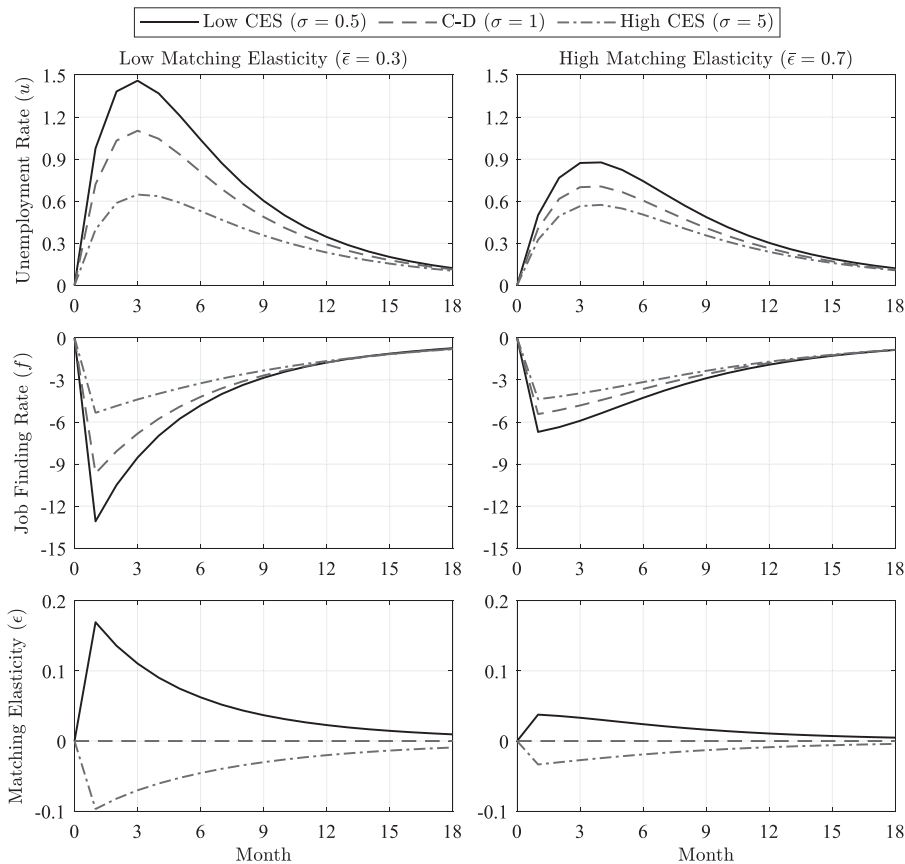 Low CES (σ = 0.5) C-D (σ = 1) High CES (σ = 5)
Low Matching Elasticity (ε̄ = 0.3) High Matching Elasticity (ε̄ = 0.7)
Unemployment Rate (u)
1.5
1.2
0.9
0.6
0.3
0
0 3 6 9 12 15 18
1.5
1.2
0.9
0.6
0.3
0
0 3 6 9 12 15 18
Job Finding Rate (f)
0
-3
-6
-9
-12
-15
0 3 6 9 12 15 18
0
-3
-6
-9
-12
-15
0 3 6 9 12 15 18
Matching Elasticity (ϵ)
0.2
0.1
0
-0.1
0 3 6 9 12 15 18
Month
0.2
0.1
0
-0.1
0 3 6 9 12 15 18
Month